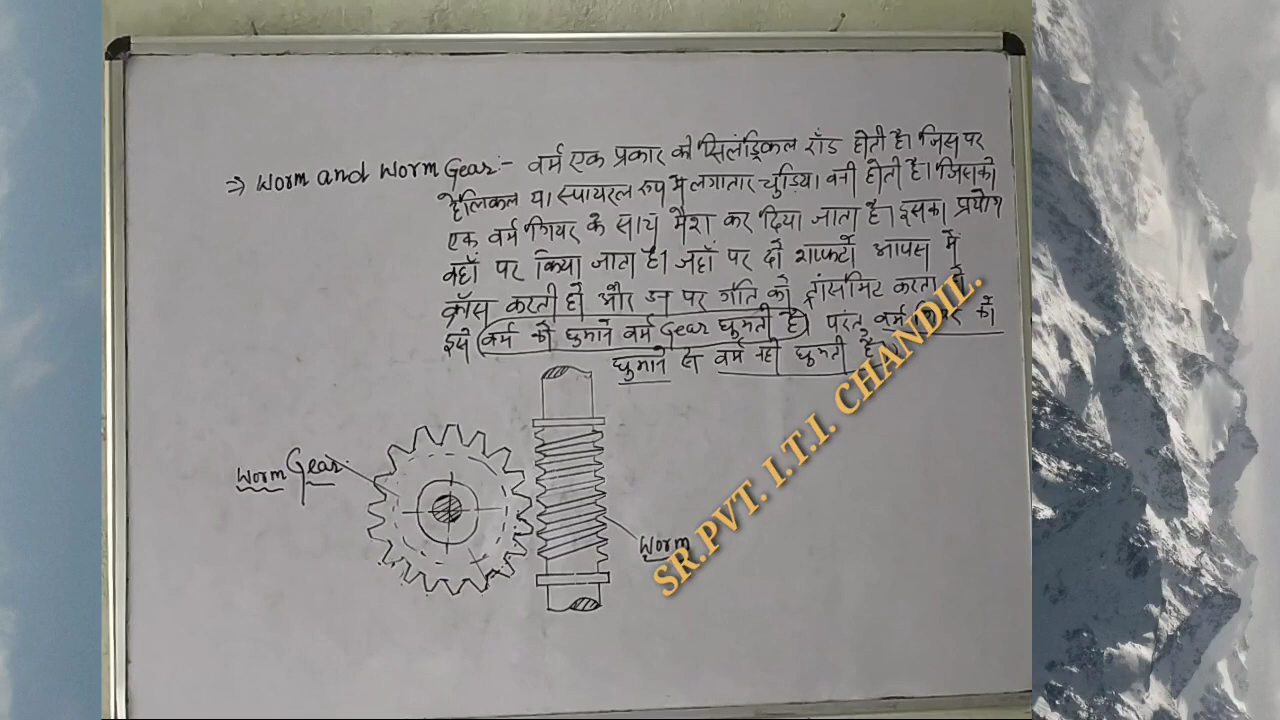 ⇒ Worm and Worm Gear:- वर्म एक प्रकार की सिलंड्रिकल रॉड होती है। जिस पर
हेलिकल या स्पायरल रूप में लगातार चुड़िया बनी होती है। जिसको
एक वर्म गियर के साथ मेश कर दिया जाता है। इसका प्रयोग
वहाँ पर किया जाता है। जहाँ पर दो शाफ्टों आपस में
क्रॉस करती हो और उन पर गति को ट्रांसमिट करता
इसे वर्म को घुमाने वर्म Gear घुमती है। परंतु वर्म गियर को
घुमाने से वर्म नही घुमती है।
Worm Gear
Worm
SR.PVT. I.T.I. CHANDIL.